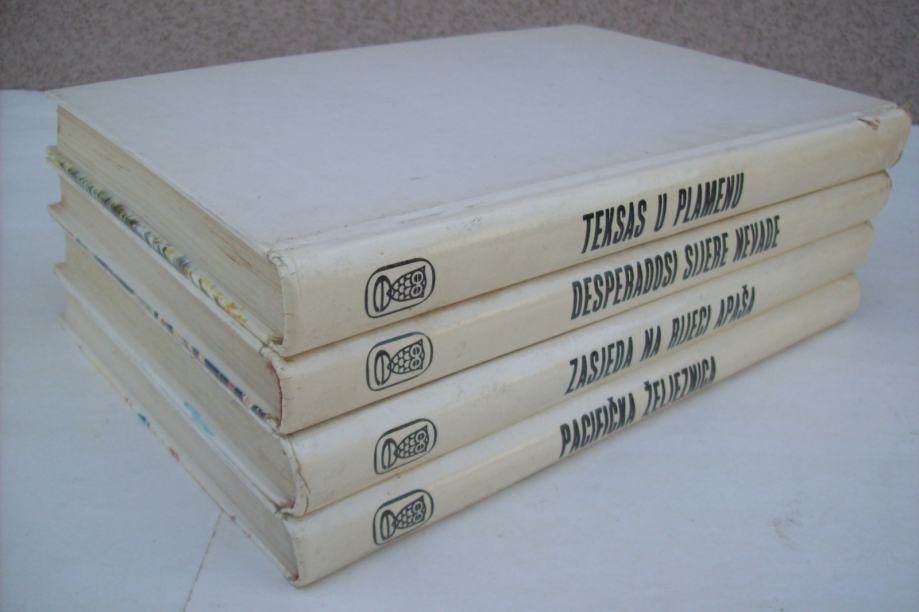 TEKSAS U PLAMENU
DESPERADOSI SIJERE NEVADE
ZASJEDA NA RIJECI APAŠA
PACIFIČKA ŽELJEZNICA